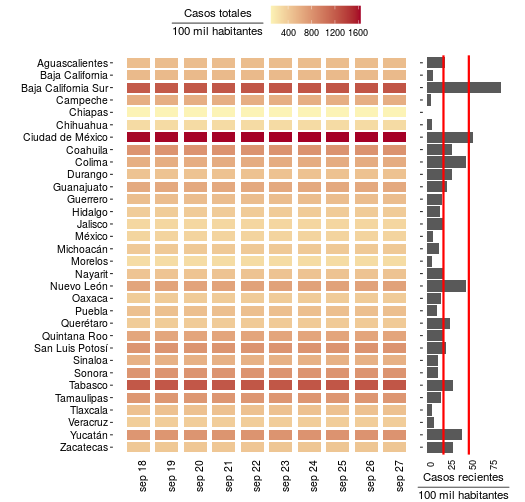 Casos totales
100 mil habitantes
400 800 1200 1600
Aguascalientes
Baja California
Baja California Sur
Campeche
Chiapas
Chihuahua
Ciudad de México
Coahuila
Colima
Durango
Guanajuato
Guerrero
Hidalgo
Jalisco
México
Michoacán
Morelos
Nayarit
Nuevo León
Oaxaca
Puebla
Querétaro
Quintana Roo
San Luis Potosí
Sinaloa
Sonora
Tabasco
Tamaulipas
Tlaxcala
Veracruz
Yucatán
Zacatecas
sep 18
sep 19
sep 20
sep 21
sep 22
sep 23
sep 24
sep 25
sep 26
sep 27
0
25
50
75
Casos recientes
100 mil habitantes